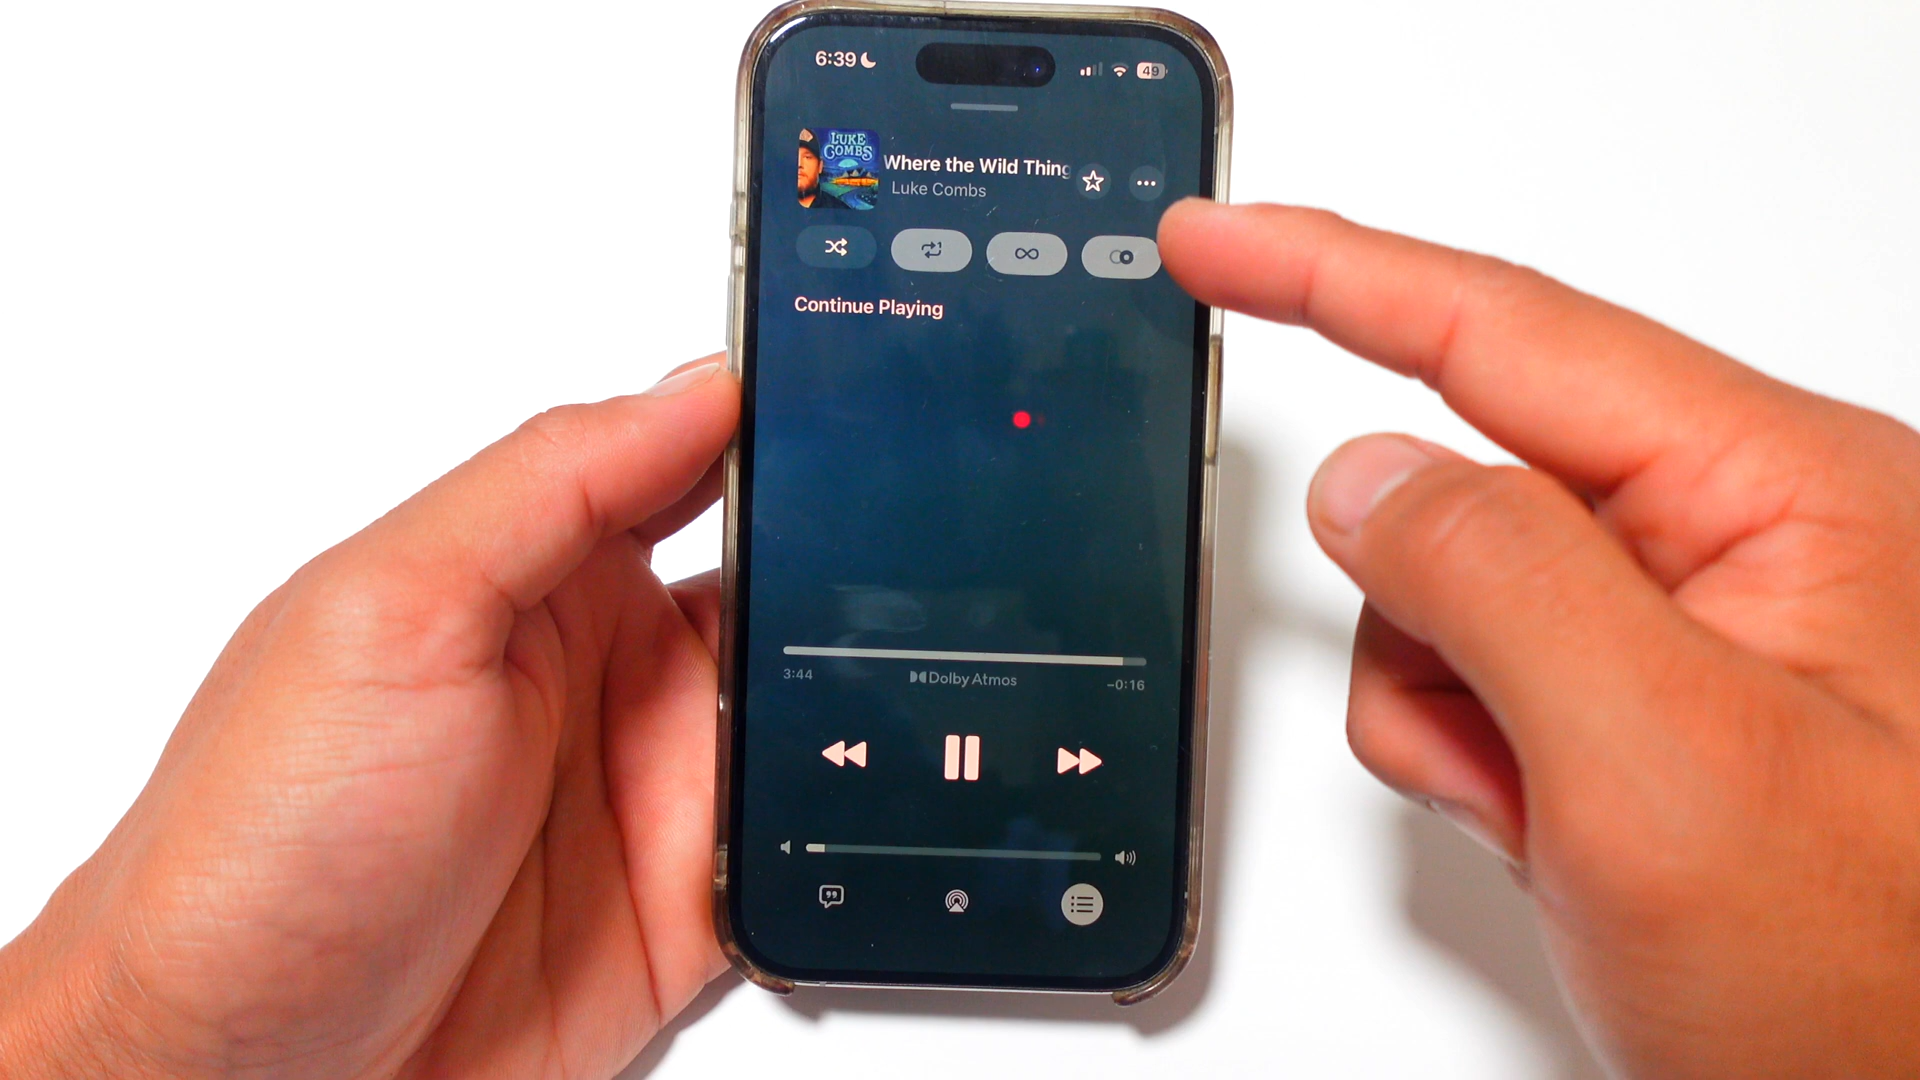 6:39
49
LUKE
COMBS
Where the Wild Thing
Luke Combs
1
Continue Playing
3:44
Dolby Atmos
-0:16